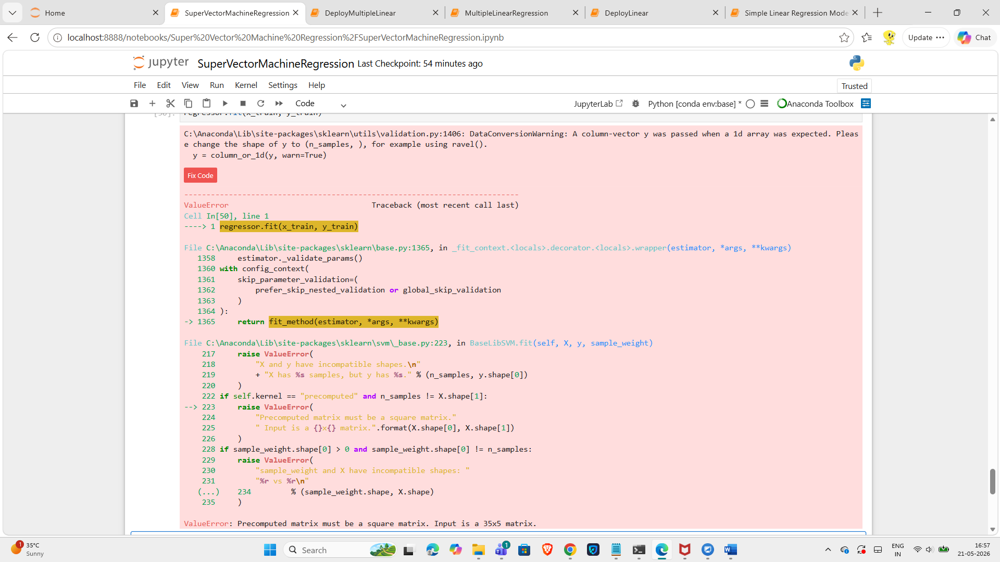 Home
SuperVectorMachineRegression
DeployMultipleLinear
MultipleLinearRegression
DeployLinear
Simple Linear Regression Mode
localhost:8888/notebooks/Super%20Vector%20Machine%20Regression%2FSuperVectorMachineRegression.ipynb
Update
Chat
jupyter SuperVectorMachineRegression Last Checkpoint: 54 minutes ago
File Edit View Run Kernel Settings Help
Trusted
Code
JupyterLab
Python [conda env:base] *
Anaconda Toolbox
[50]: regressor.fit(x_train, y_train)
C:\Anaconda\Lib\site-packages\sklearn\utils\validation.py:1406: DataConversionWarning: A column-vector y was passed when a 1d array was expected. Pleas
e change the shape of y to (n_samples, ), for example using ravel().
  y = column_or_1d(y, warn=True)
Fix Code
---------------------------------------------------------------------------
ValueError                                Traceback (most recent call last)
Cell In[50], line 1
----> 1 regressor.fit(x_train, y_train)
File C:\Anaconda\Lib\site-packages\sklearn\base.py:1365, in _fit_context.<locals>.decorator.<locals>.wrapper(estimator, *args, **kwargs)
   1358     estimator._validate_params()
   1360 with config_context(
   1361     skip_parameter_validation=(
   1362         prefer_skip_nested_validation or global_skip_validation
   1363     )
   1364 ):
-> 1365     return fit_method(estimator, *args, **kwargs)
File C:\Anaconda\Lib\site-packages\sklearn\svm\_base.py:223, in BaseLibSVM.fit(self, X, y, sample_weight)
    217     raise ValueError(
    218         "X and y have incompatible shapes.\n"
    219         + "X has %s samples, but y has %s." % (n_samples, y.shape[0])
    220     )
    222 if self.kernel == "precomputed" and n_samples != X.shape[1]:
--> 223     raise ValueError(
    224         "Precomputed matrix must be a square matrix."
    225         " Input is a {}x{} matrix.".format(X.shape[0], X.shape[1])
    226     )
    228 if sample_weight.shape[0] > 0 and sample_weight.shape[0] != n_samples:
    229     raise ValueError(
    230         "sample_weight and X have incompatible shapes: "
    231         "%r vs %r\n"
   (...)    234         % (sample_weight.shape, X.shape)
    235     )
ValueError: Precomputed matrix must be a square matrix. Input is a 35x5 matrix.
1
35°C
Sunny
Search
1
ENG
IN
16:57
21-05-2026